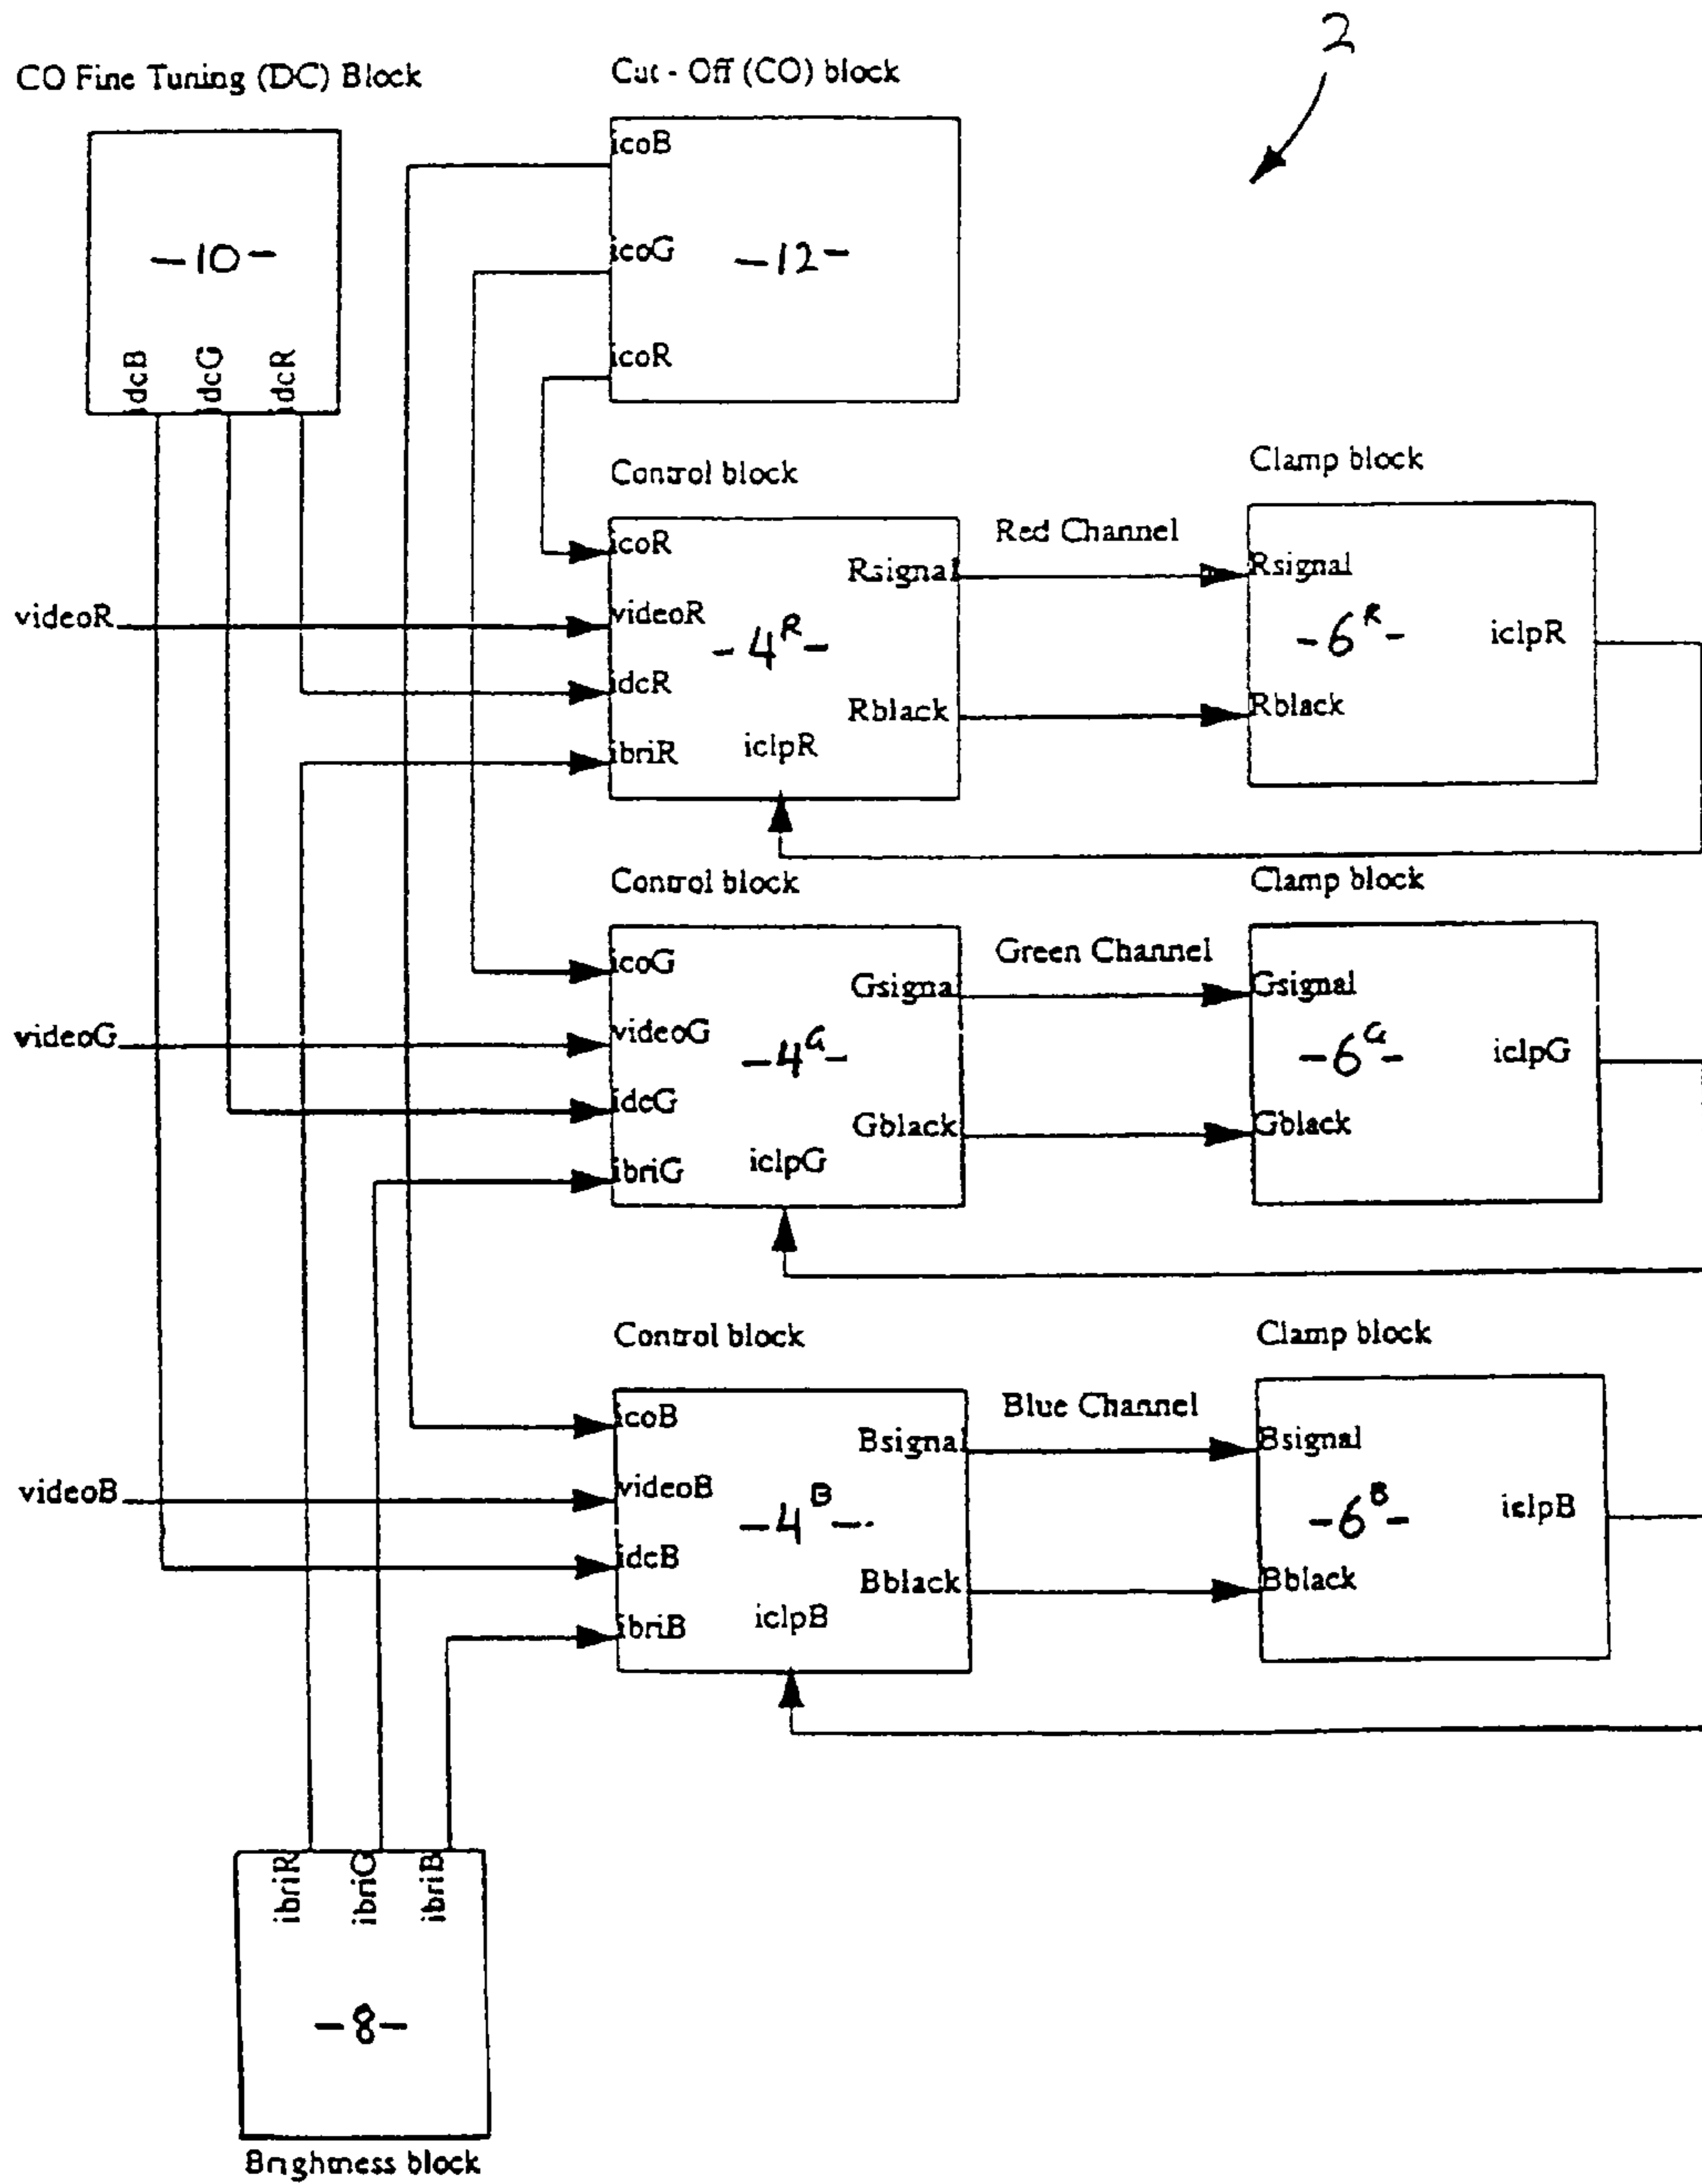 2
CO Fine Tuning (DC) Block
Cut - Off (CO) block
icoB
icoG
icoR
-10-
-12-
idcB
idcG
idcR
Control block
Clamp block
icoR
videoR
videoR
idcR
ibriR
-4R-
Rsignal
Rblack
iclpR
Red Channel
Rsignal
Rblack
-6R-
iclpR
Control block
Clamp block
icoG
videoG
videoG
idcG
ibriG
-4G-
Gsignal
Gblack
iclpG
Green Channel
Gsignal
Gblack
-6G-
iclpG
Control block
Clamp block
icoB
videoB
videoB
idcB
ibriB
-4B-
Bsignal
Bblack
iclpB
Blue Channel
Bsignal
Bblack
-6B-
iclpB
ibriR
ibriG
ibriB
-8-
Brightness block